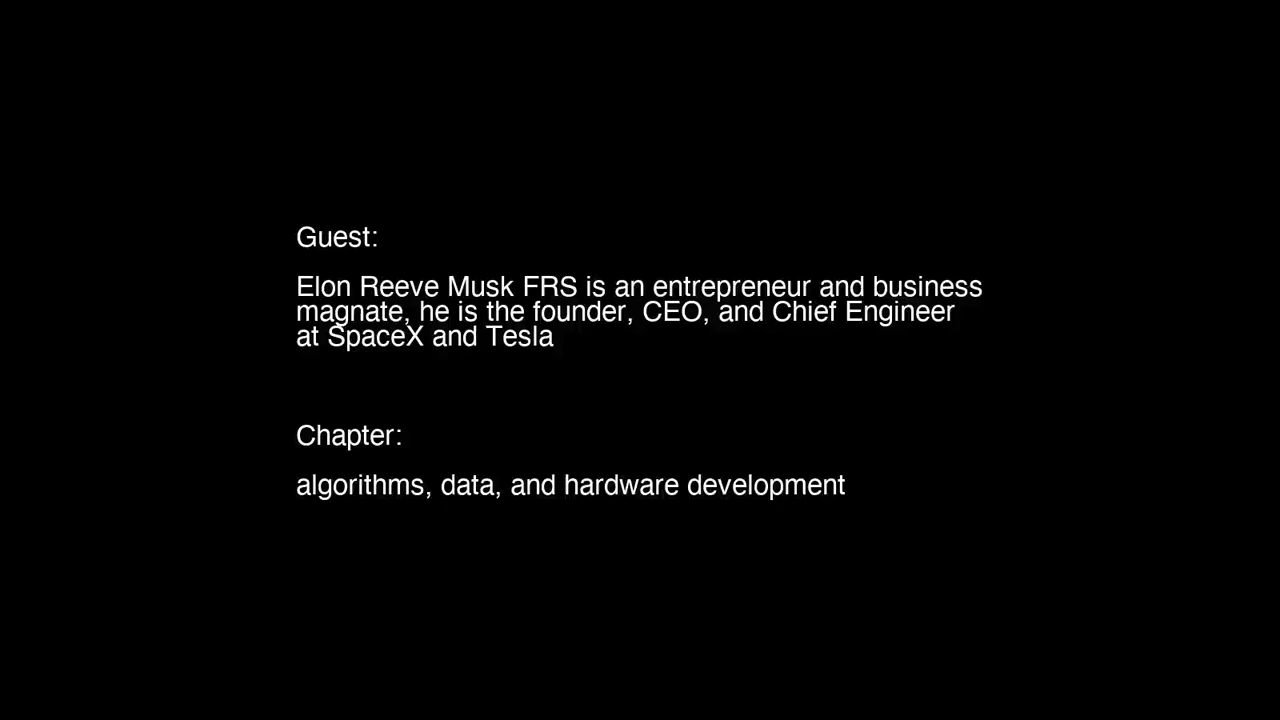 Guest:
Elon Reeve Musk FRS is an entrepreneur and business
magnate, he is the founder, CEO, and Chief Engineer
at SpaceX and Tesla
Chapter:
algorithms, data, and hardware development